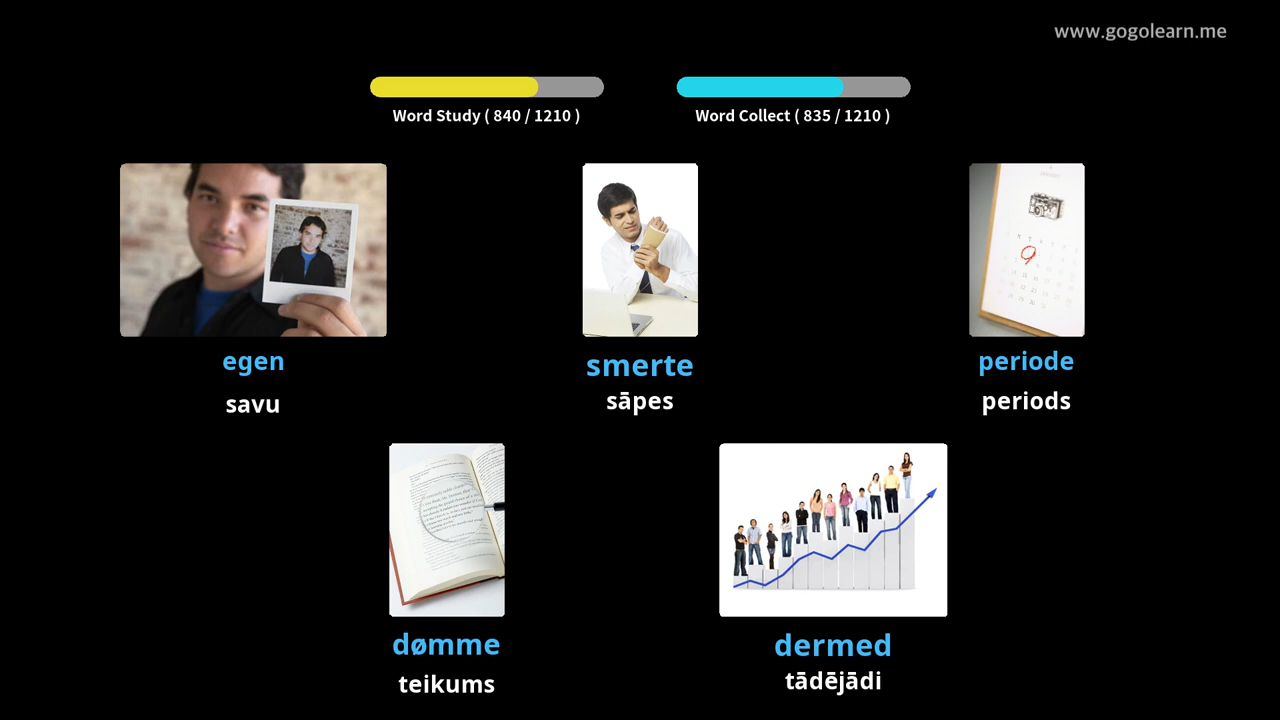 www.gogolearn.me
Word Study ( 840 / 1210 )
Word Collect ( 835 / 1210 )
egen
smerte
periode
savu
sāpes
periods
dømme
dermed
teikums
tādējādi